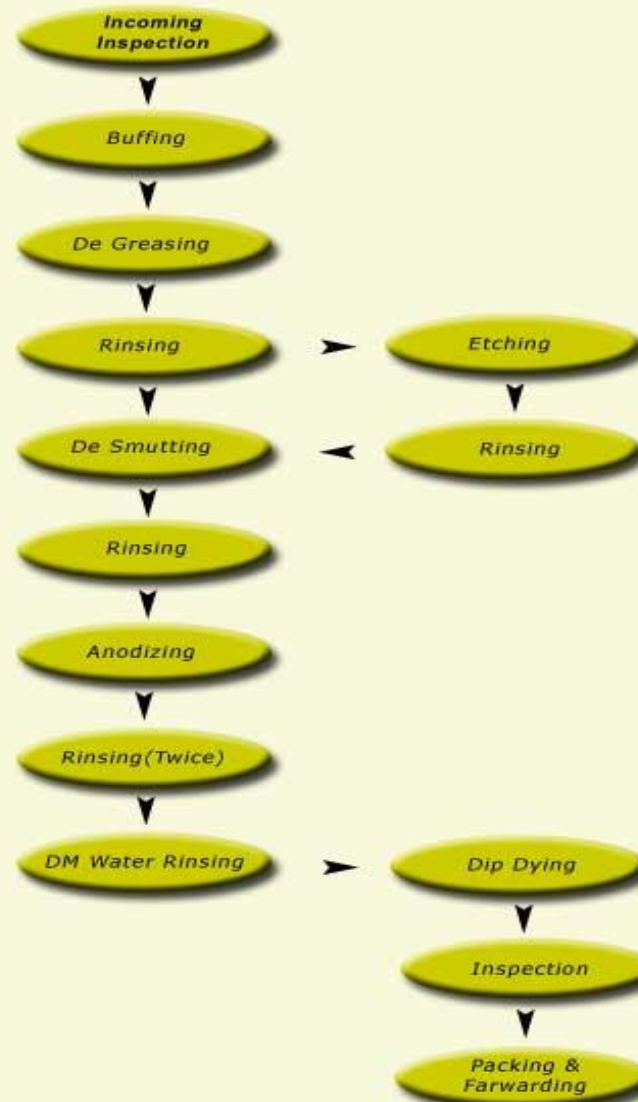 Incoming
Inspection
Buffing
De Greasing
Rinsing
Etching
De Smutting
Rinsing
Rinsing
Anodizing
Rinsing(Twice)
DM Water Rinsing
Dip Dying
Inspection
Packing &
Farwarding